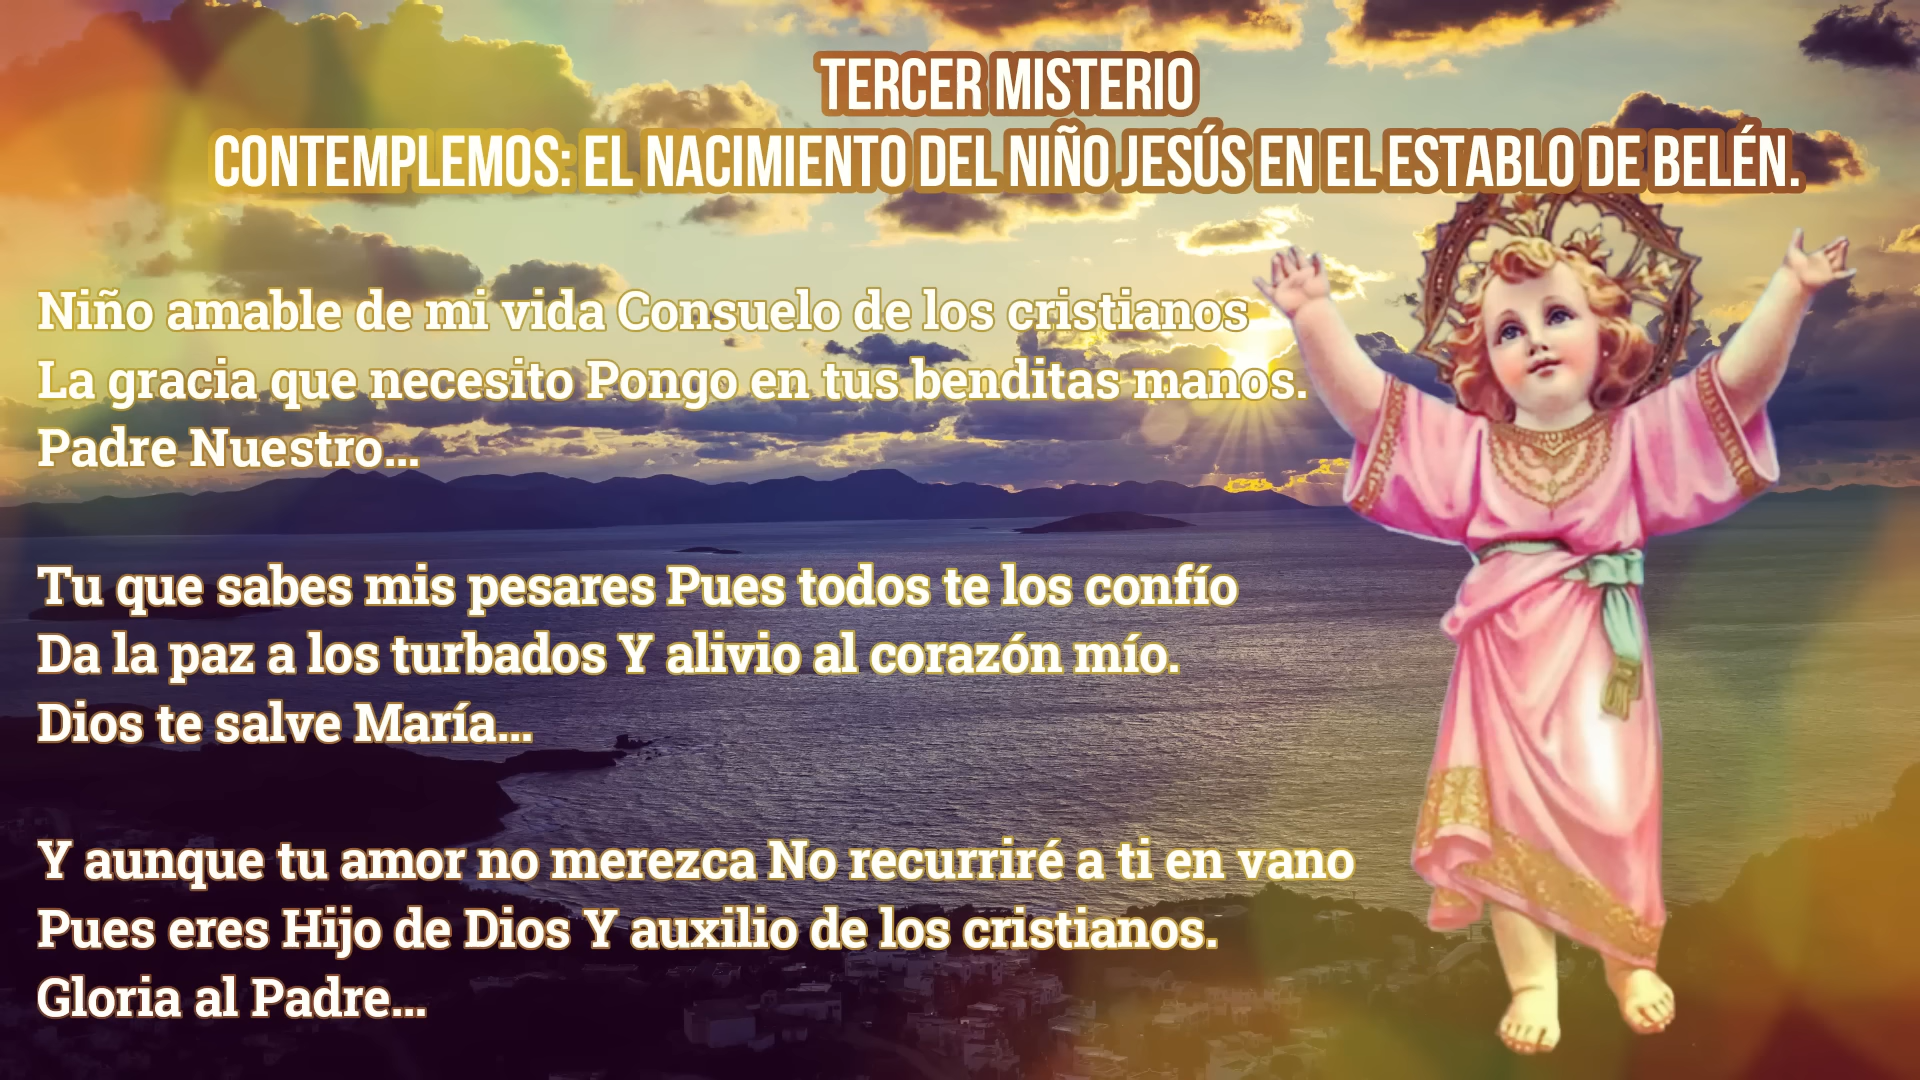 TERCER MISTERIO
CONTEMPLEMOS: EL NACIMIENTO DEL NIÑO JESÚS EN EL ESTABLO DE BELÉN.
Niño amable de mi vida Consuelo de los cristianos
La gracia que necesito Pongo en tus benditas manos.
Padre Nuestro...
Tu que sabes mis pesares Pues todos te los confío
Da la paz a los turbados Y alivio al corazón mío.
Dios te salve María...
Y aunque tu amor no merezca No recurriré a ti en vano
Pues eres Hijo de Dios Y auxilio de los cristianos.
Gloria al Padre...